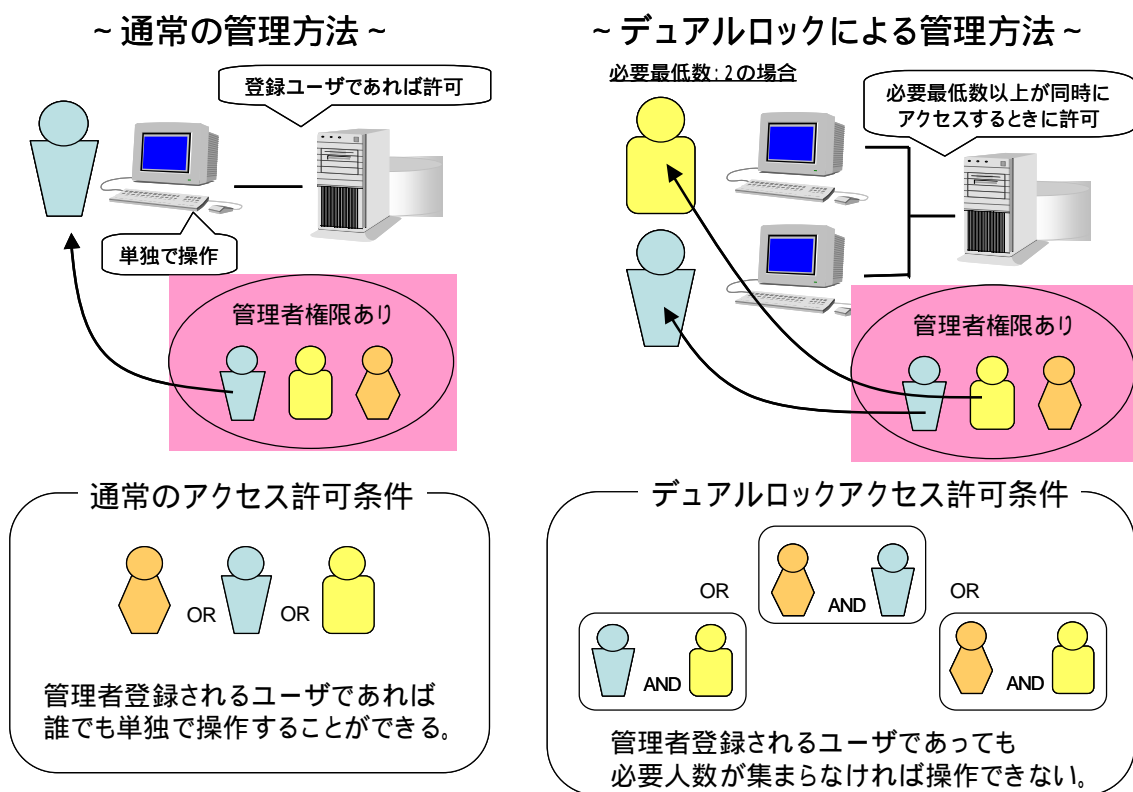 ~ 通常の管理方法 ~
登録ユーザであれば許可
単独で操作
管理者権限あり
通常のアクセス許可条件
OR
OR
管理者登録されるユーザであれば
誰でも単独で操作することができる。
~ デュアルロックによる管理方法 ~
必要最低数:2の場合
必要最低数以上が同時に
アクセスするときに許可
管理者権限あり
デュアルロックアクセス許可条件
OR
AND
OR
AND
AND
管理者登録されるユーザであっても
必要人数が集まらなければ操作できない。